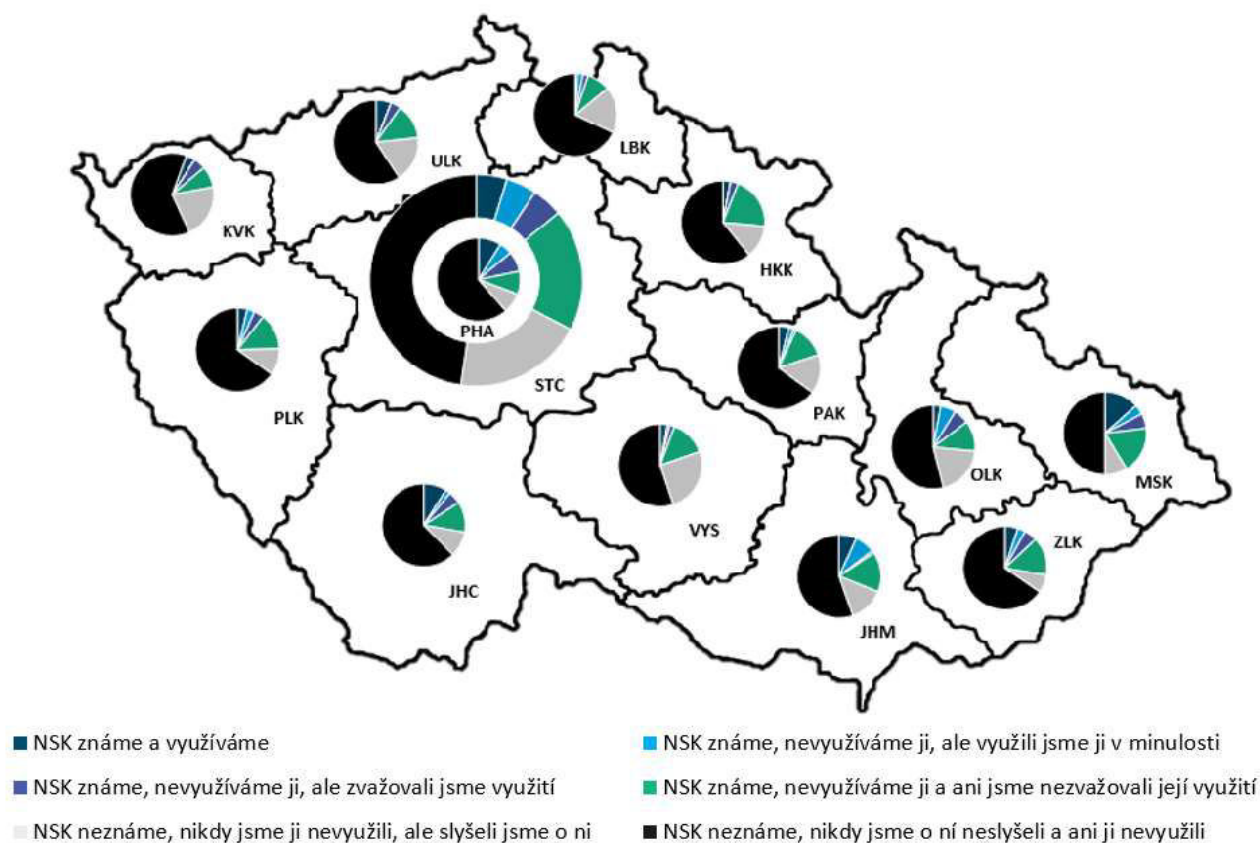 LBK
ULK
KVK
HKK
PHA
STC
PAK
PLK
OLK
MSK
VYS
ZLK
JHC
JHM
NSK známe a využíváme
NSK známe, nevyužíváme ji, ale využili jsme ji v minulosti
NSK známe, nevyužíváme ji, ale zvažovali jsme využití
NSK známe, nevyužíváme ji a ani jsme nezvažovali její využití
NSK neznáme, nikdy jsme ji nevyužili, ale slyšeli jsme o ni
NSK neznáme, nikdy jsme o ní neslyšeli a ani ji nevyužili